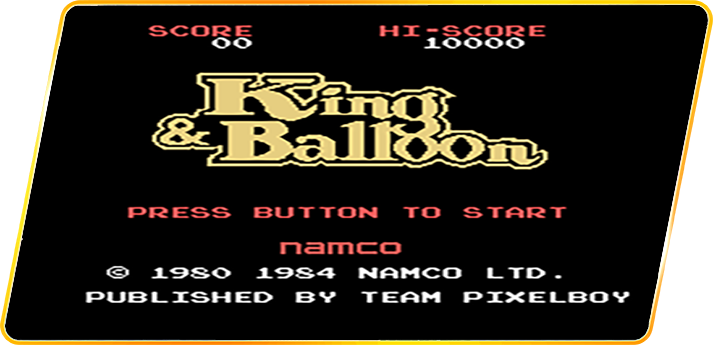 SCORE HI-SCORE
00 10000
King
& Balloon
PRESS BUTTON TO START
namco
© 1980 1984 NAMCO LTD.
PUBLISHED BY TEAM PIXELBOY